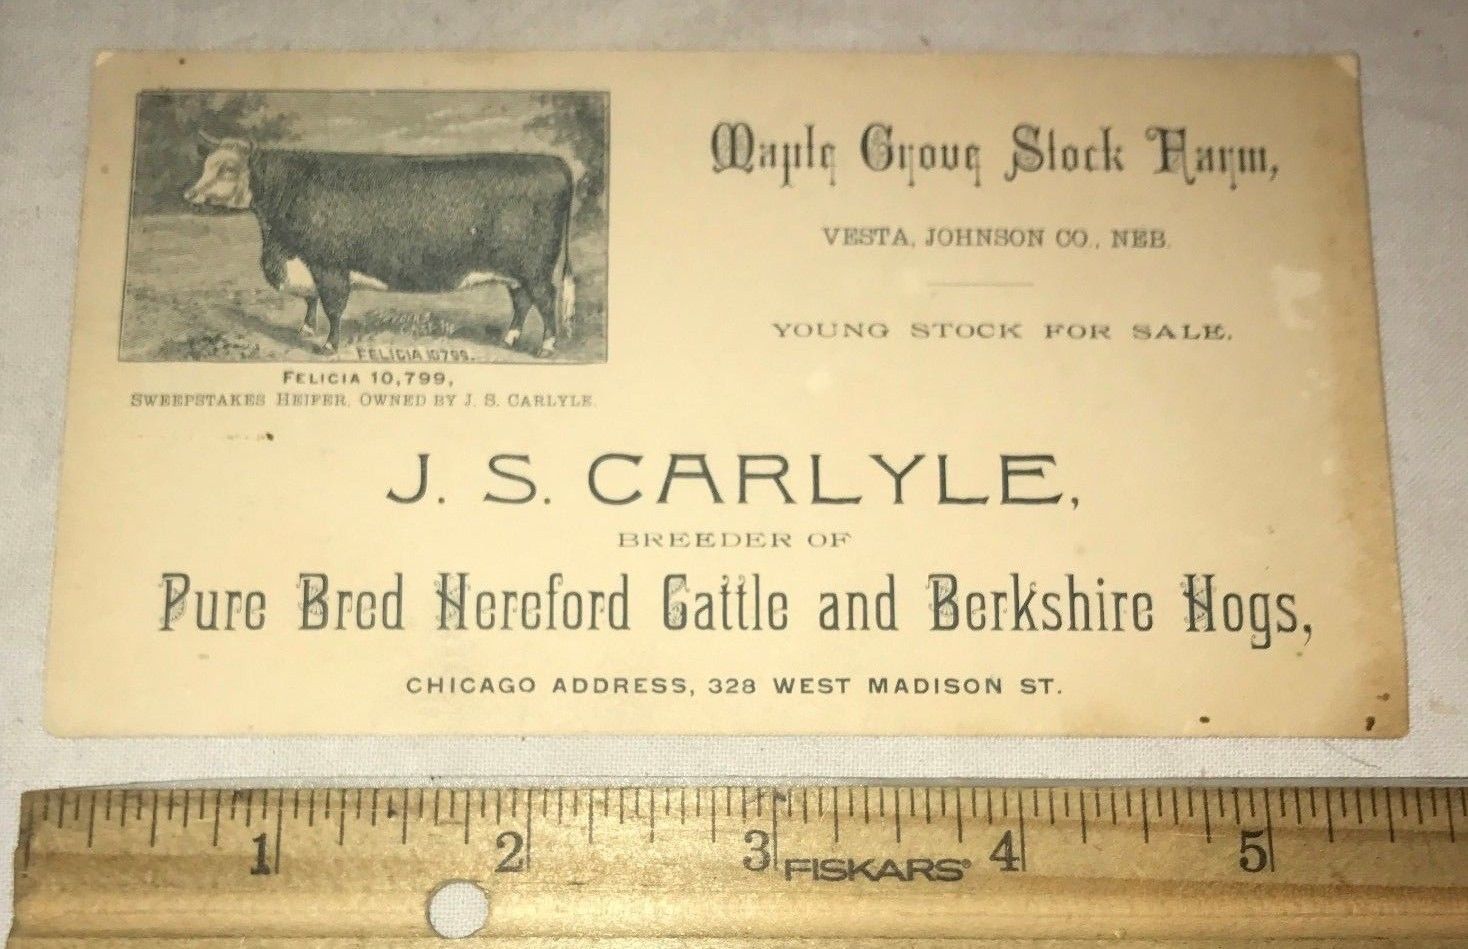 FELICIA 10799.
FELICIA 10,799,
SWEEPSTAKES HEIFER, OWNED BY J. S. CARLYLE.
Maple Grove Stock Farm,
VESTA, JOHNSON CO., NEB.
YOUNG STOCK FOR SALE.
J. S. CARLYLE,
BREEDER OF
Pure Bred Hereford Cattle and Berkshire Hogs,
CHICAGO ADDRESS, 328 WEST MADISON ST.
1 2 3 4 5
FISKARS®